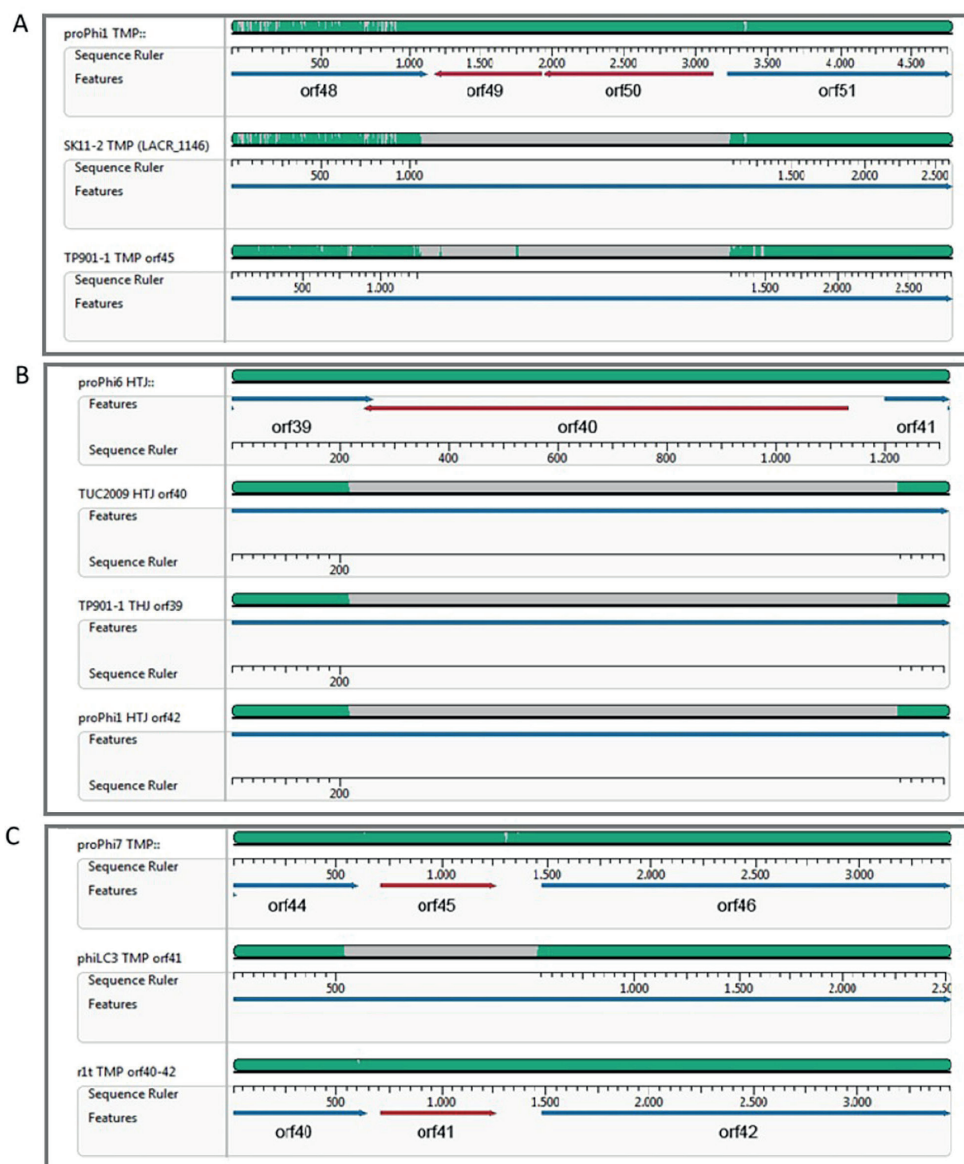 A
proPhi1 TMP::
Sequence Ruler
500 1.000 1.500 2.000 2.500 3.000 3.500 4.000 4.500
Features
orf48 orf49 orf50 orf51
SK11-2 TMP (LACR_1146)
Sequence Ruler
500 1.000 1.500 2.000 2.500
Features
TP901-1 TMP orf45
Sequence Ruler
500 1.000 1.500 2.000 2.500
Features
B
proPhi6 HTJ::
Features
orf39 orf40 orf41
Sequence Ruler
200 400 600 800 1.000 1.200
TUC2009 HTJ orf40
Features
Sequence Ruler
200
TP901-1 THJ orf39
Features
Sequence Ruler
200
proPhi1 HTJ orf42
Features
Sequence Ruler
200
C
proPhi7 TMP::
Sequence Ruler
500 1.000 1.500 2.000 2.500 3.000
Features
orf44 orf45 orf46
phiLC3 TMP orf41
Sequence Ruler
500 1.000 1.500 2.000 2.50
Features
r1t TMP orf40-42
Sequence Ruler
500 1.000 1.500 2.000 2.500 3.000
Features
orf40 orf41 orf42